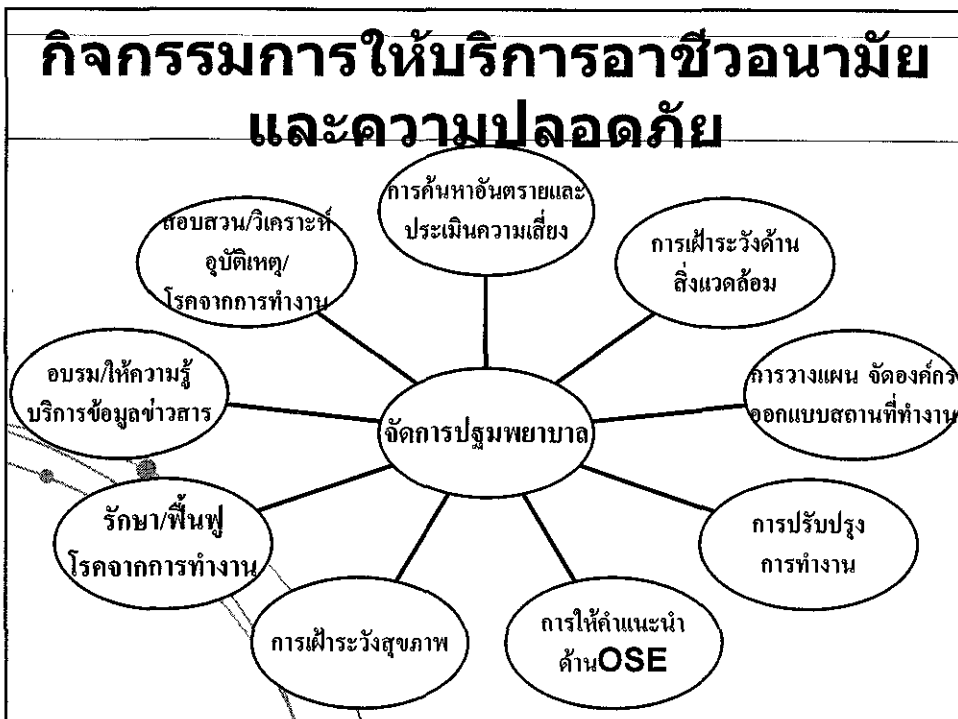 กิจกรรมการให้บริการอาชีวอนามัย
และความปลอดภัย
การค้นหาอันตรายและ
ประเมินความเสี่ยง
การเฝ้าระวังด้าน
สิ่งแวดล้อม
การวางแผน จัดองค์กร
ออกแบบสถานที่ทำงาน
การปรับปรุง
การทำงาน
การให้คำแนะนำ
ด้านOSE
การเฝ้าระวังสุขภาพ
รักษา/ฟื้นฟู
โรคจากการทำงาน
อบรม/ให้ความรู้
บริการข้อมูลข่าวสาร
สอบสวน/วิเคราะห์
อุบัติเหตุ/
โรคจากการทำงาน
จัดการปฐมพยาบาล